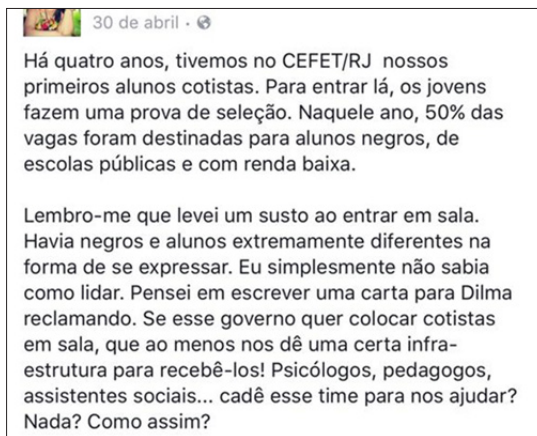 30 de abril ·
Há quatro anos, tivemos no CEFET/RJ nossos
primeiros alunos cotistas. Para entrar lá, os jovens
fazem uma prova de seleção. Naquele ano, 50% das
vagas foram destinadas para alunos negros, de
escolas públicas e com renda baixa.
Lembro-me que levei um susto ao entrar em sala.
Havia negros e alunos extremamente diferentes na
forma de se expressar. Eu simplesmente não sabia
como lidar. Pensei em escrever uma carta para Dilma
reclamando. Se esse governo quer colocar cotistas
em sala, que ao menos nos dê uma certa infra-
estrutura para recebê-los! Psicólogos, pedagogos,
assistentes sociais... cadê esse time para nos ajudar?
Nada? Como assim?